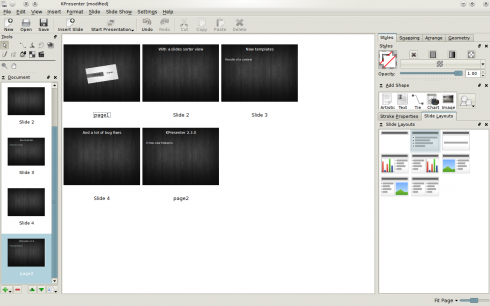 KPresenter [modified]
File Edit View Insert Format Slide Slide Show Settings Help
New Open Save Insert Slide Start Presentation Undo Redo Cut Copy Paste Delete
Tools
Document
Slide 2
Slide 3
Slide 4
page2
With a slides sorter view
New templates
page1
Slide 2
Slide 3
And a lot of bug fixes
KPresenter 2.3.0
Slide 4
page2
Styles Snapping Arrange Geometry
Styles
Opacity: 1.00
Add Shape
Artistic Text Tie Chart Image
Stroke Properties Slide Layouts
Slide Layouts
Fit Page